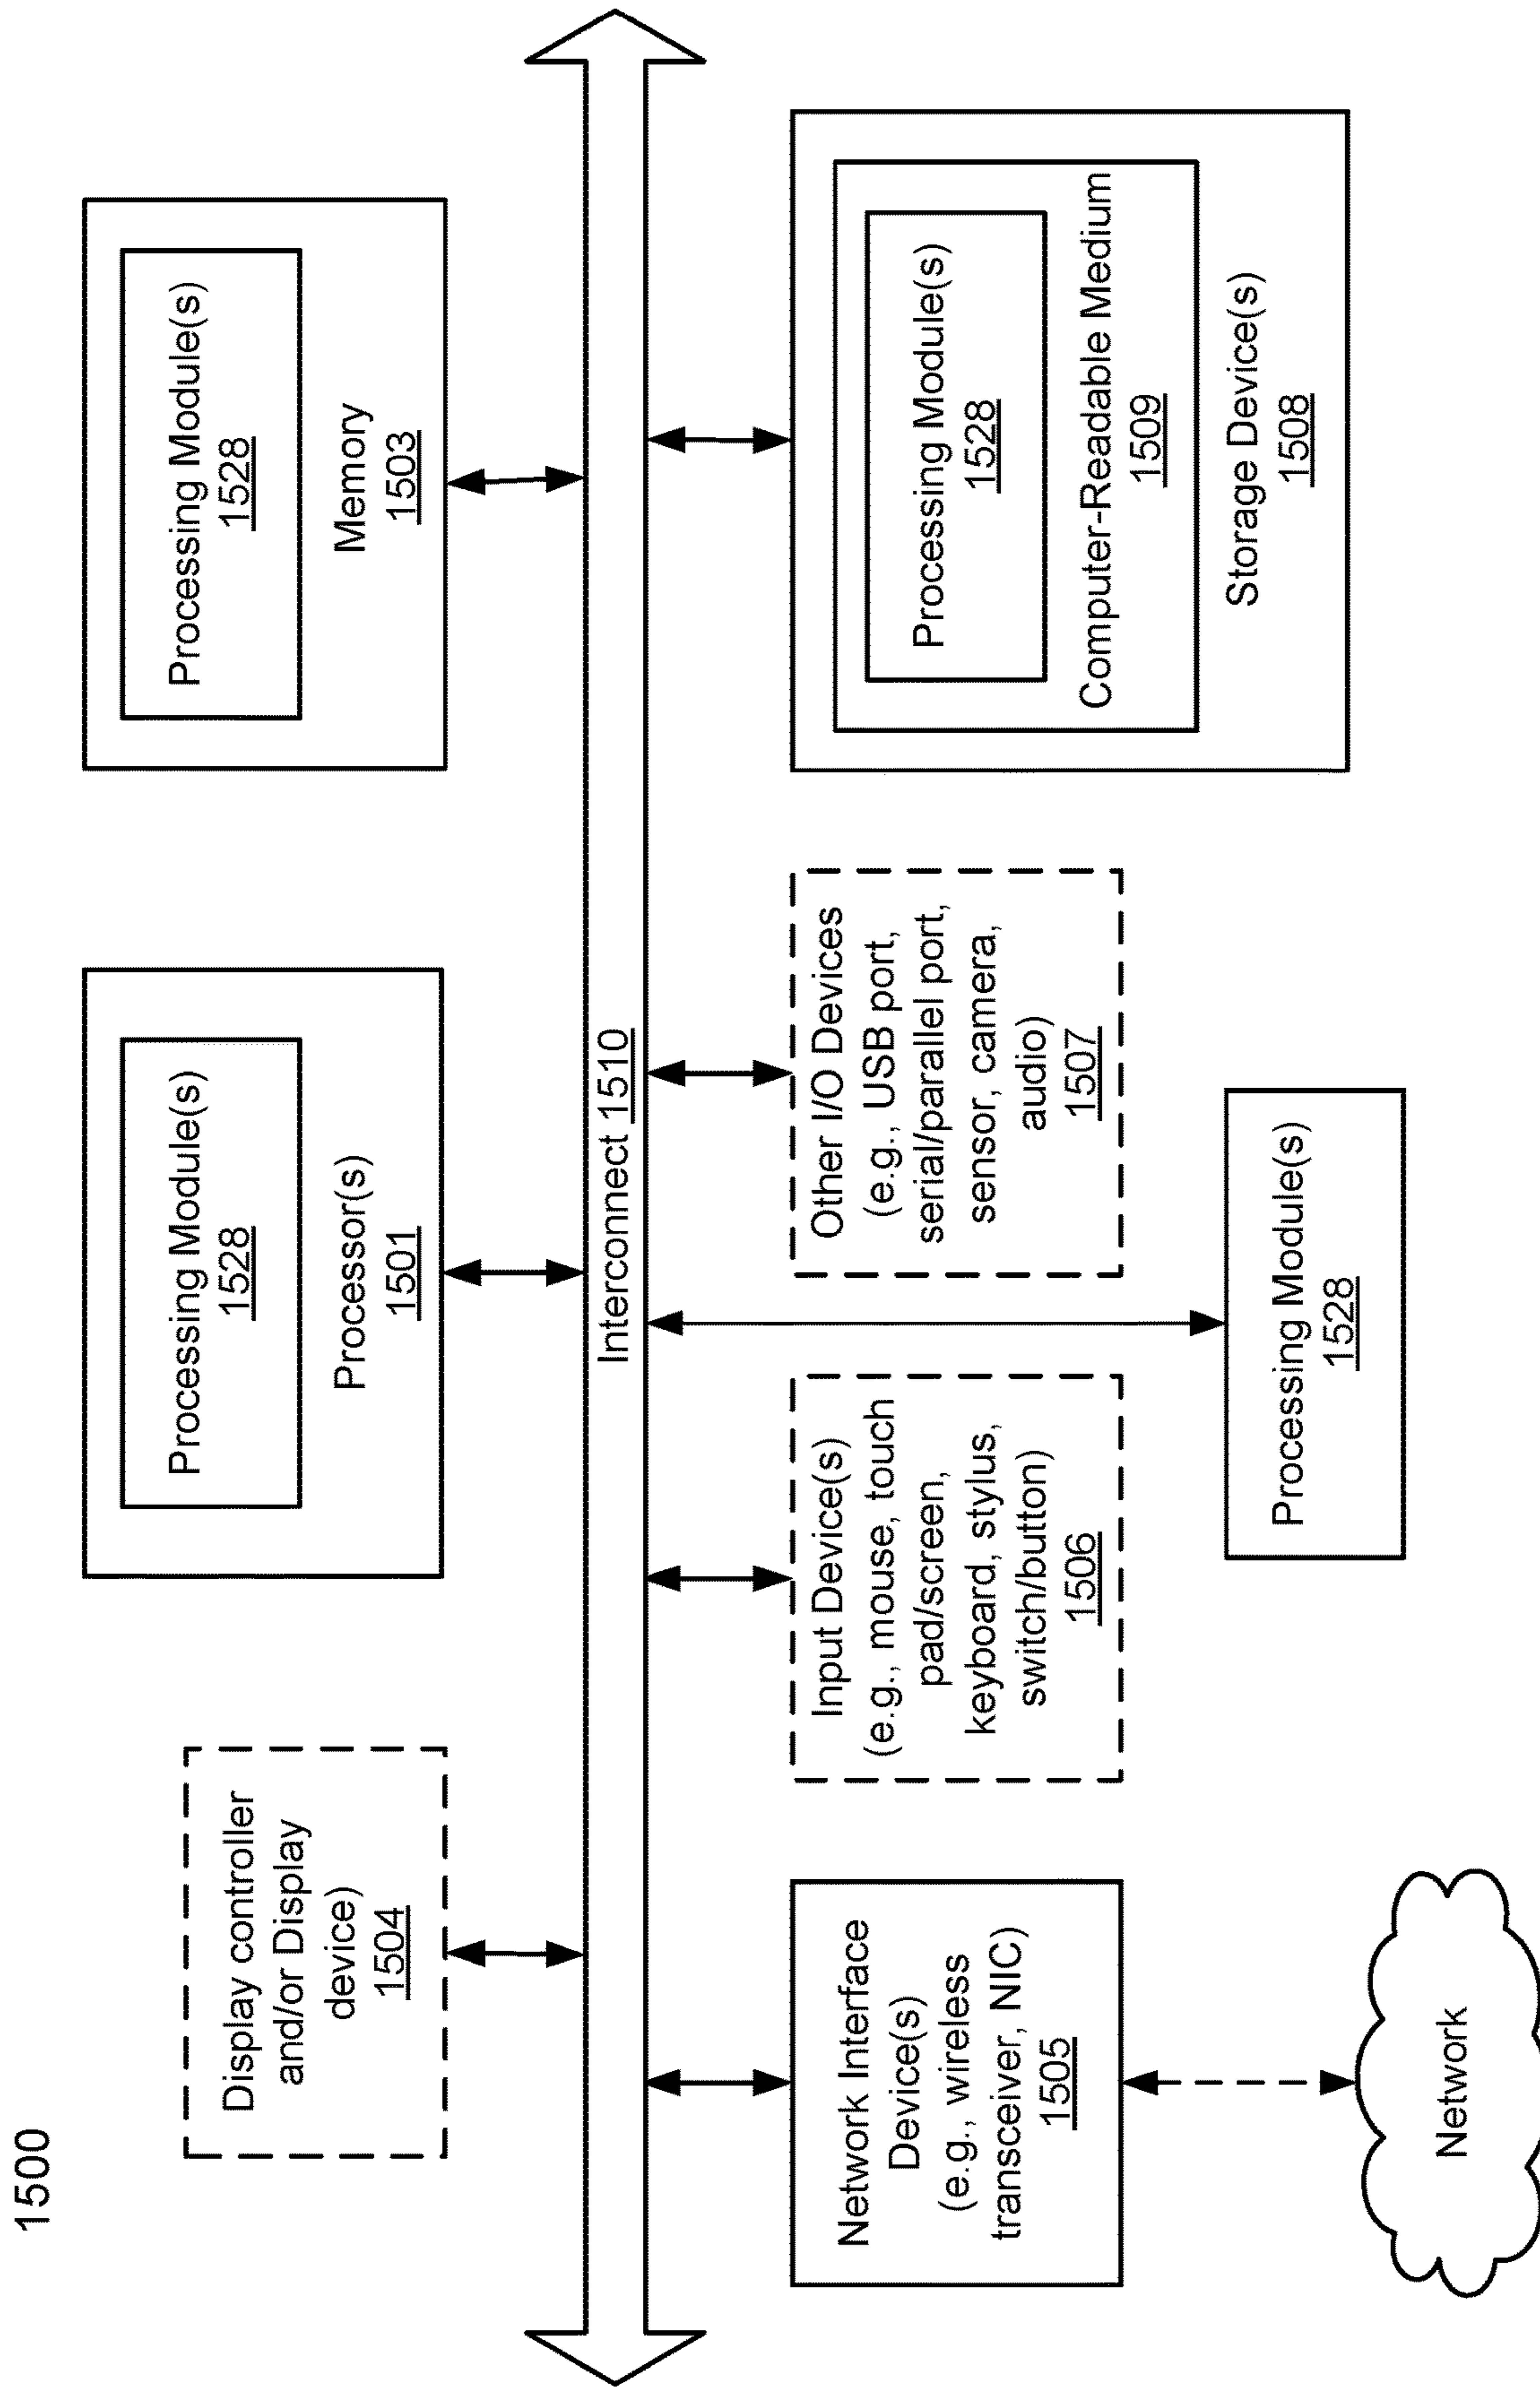 1500
Display controller
and/or Display
device)
1504
Processing Module(s)
1528
Processor(s)
1501
Processing Module(s)
1528
Memory
1503
Interconnect 1510
Network Interface
Device(s)
(e.g., wireless
transceiver, NIC)
1505
Input Device(s)
(e.g., mouse, touch
pad/screen,
keyboard, stylus,
switch/button)
1506
Other I/O Devices
(e.g., USB port,
serial/parallel port,
sensor, camera,
audio)
1507
Processing Module(s)
1528
Computer-Readable Medium
1509
Storage Device(s)
1508
Processing Module(s)
1528
Network